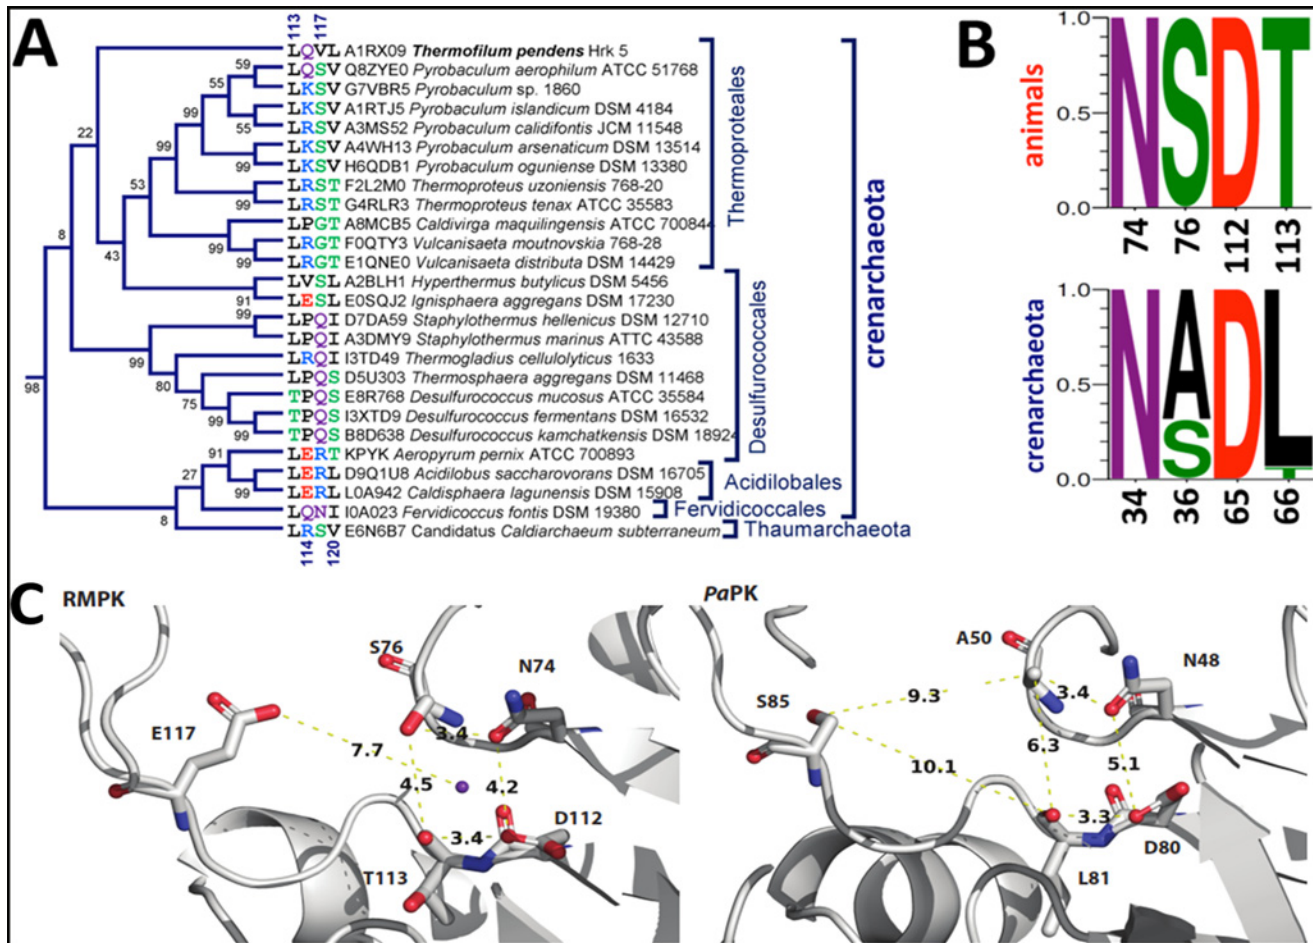 A
113 117
LQVL A1RX09 Thermofilum pendens Hrk 5
LQSV Q8ZYE0 Pyrobaculum aerophilum ATCC 51768
LKSV G7VBR5 Pyrobaculum sp. 1860
LKSV A1RTJ5 Pyrobaculum islandicum DSM 4184
LRSV A3MS52 Pyrobaculum calidifontis JCM 11548
LKSV A4WH13 Pyrobaculum arsenaticum DSM 13514
LKSV H6QDB1 Pyrobaculum oguniense DSM 13380
LRST F2L2M0 Thermoproteus uzoniensis 768-20
LRST G4RLR3 Thermoproteus tenax ATCC 35583
LPGT A8MCB5 Caldivirga maquilingensis ATCC 700844
LRGT F0QTY3 Vulcanisaeta moutnovskia 768-28
LRGT E1QNE0 Vulcanisaeta distributa DSM 14429
LVSL A2BLH1 Hyperthermus butylicus DSM 5456
LESL E0SQJ2 Ignisphaera aggregans DSM 17230
LPQI D7DA59 Staphylothermus hellenicus DSM 12710
LPQI A3DMY9 Staphylothermus marinus ATTC 43588
LRQI I3TD49 Thermogladius cellulolyticus 1633
LPQS D5U303 Thermosphaera aggregans DSM 11468
TPQS E8R768 Desulfurococcus mucosus ATCC 35584
TPQS I3XTD9 Desulfurococcus fermentans DSM 16532
TPQS B8D638 Desulfurococcus kamchatkensis DSM 18924
LERT KPYK Aeropyrum pernix ATCC 700893
LERL D9Q1U8 Acidilobus saccharovorans DSM 16705
LERL L0A942 Caldisphaera lagunensis DSM 15908
LQNI I0A023 Fervidicoccus fontis DSM 19380
LRSV E6N6B7 Candidatus Caldiarchaeum subterraneum
114 120
59
55
99
55
22
99
99
53
99
99
43
99
8
91
99
99
80
75
99
98
91
27
99
8
Thermoproteales
Desulfurococcales
Acidilobales
Fervidicoccales
Thaumarchaeota
crenarchaeota
B
animals
1.0
0.5
0.0
NSDT
74 76 112 113
crenarchaeota
1.0
0.5
0.0
NADL
S T
34 36 65 66
C
RMPK
S76
N74
E117
3.4
7.7
4.5
4.2
3.4
D112
T113
PaPK
A50
N48
S85
9.3
3.4
6.3
10.1
5.1
3.3
D80
L81